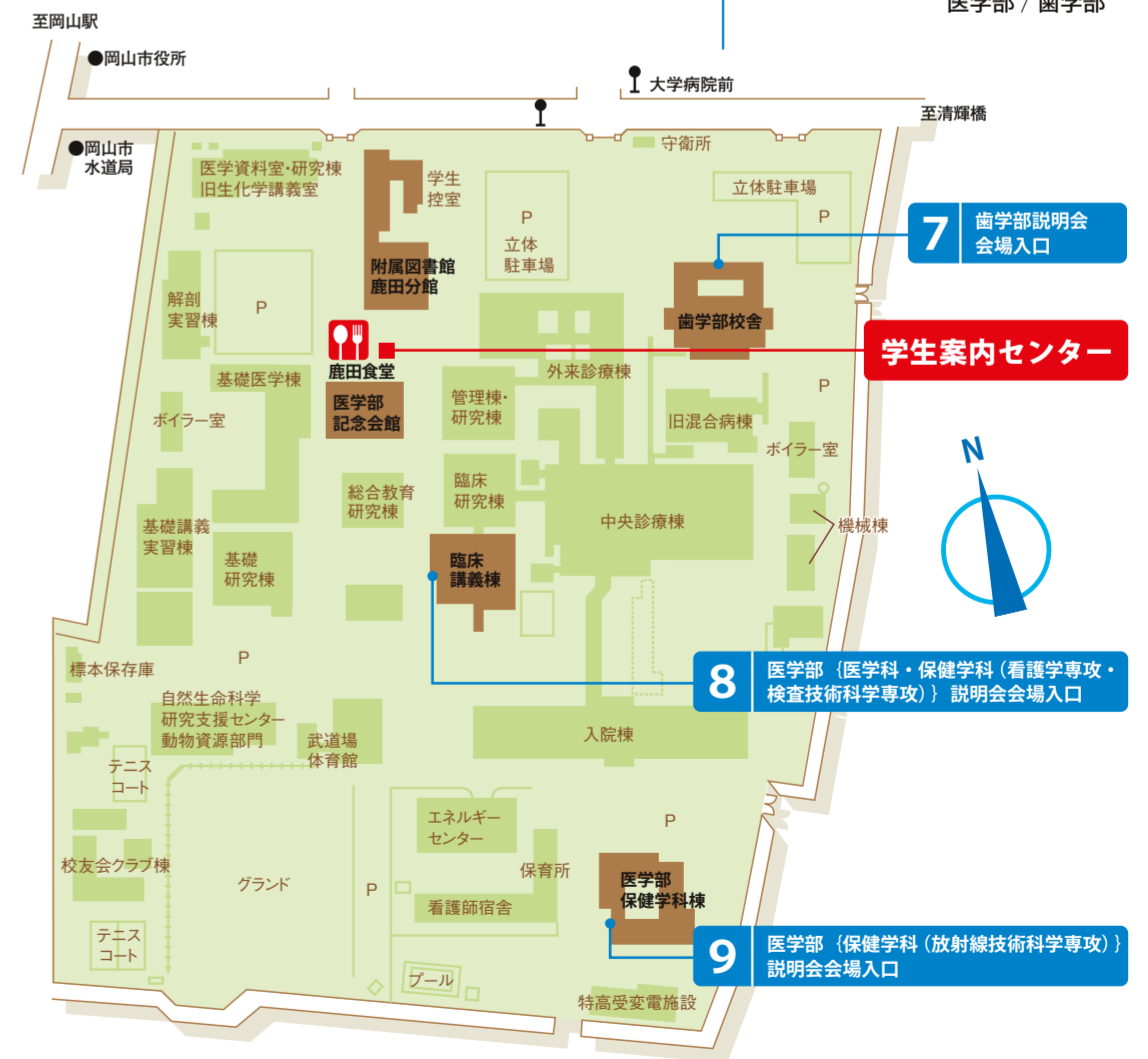 医学部 / 歯学部
至岡山駅
●岡山市役所
大学病院前
至清輝橋
●岡山市
水道局
守衛所
医学資料室・研究棟
旧生化学講義室
学生
控室
立体駐車場
P
P
立体
駐車場
7
歯学部説明会
会場入口
附属図書館
鹿田分館
解剖
実習棟
P
歯学部校舎
学生案内センター
鹿田食堂
外来診療棟
基礎医学棟
医学部
記念会館
管理棟・
研究棟
P
ボイラー室
旧混合病棟
ボイラー室
N
総合教育
研究棟
臨床
研究棟
中央診療棟
機械棟
基礎講義
実習棟
基礎
研究棟
臨床
講義棟
標本保存庫
P
8
医学部｛医学科・保健学科（看護学専攻・
検査技術科学専攻）｝説明会会場入口
自然生命科学
研究支援センター
動物資源部門
武道場
体育館
入院棟
テニス
コート
エネルギー
センター
P
校友会クラブ棟
グランド
P
保育所
医学部
保健学科棟
看護師宿舎
テニス
コート
9
医学部｛保健学科（放射線技術科学専攻）｝
説明会会場入口
プール
特高受変電施設